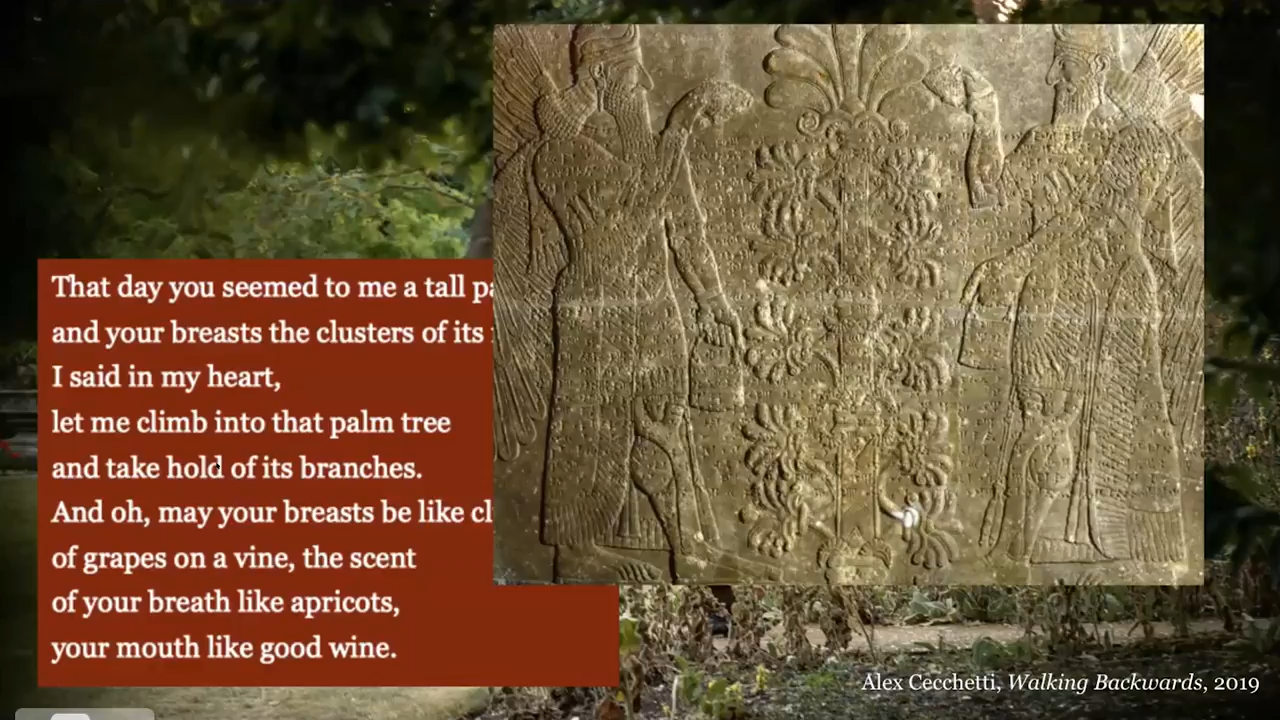 That day you seemed to me a tall
and your breasts the clusters of its
I said in my heart,
let me climb into that palm tree
and take hold of its branches.
And oh, may your breasts be like
of grapes on a vine, the scent
of your breath like apricots,
your mouth like good wine.
Alex Cecchetti, Walking Backwards, 2019